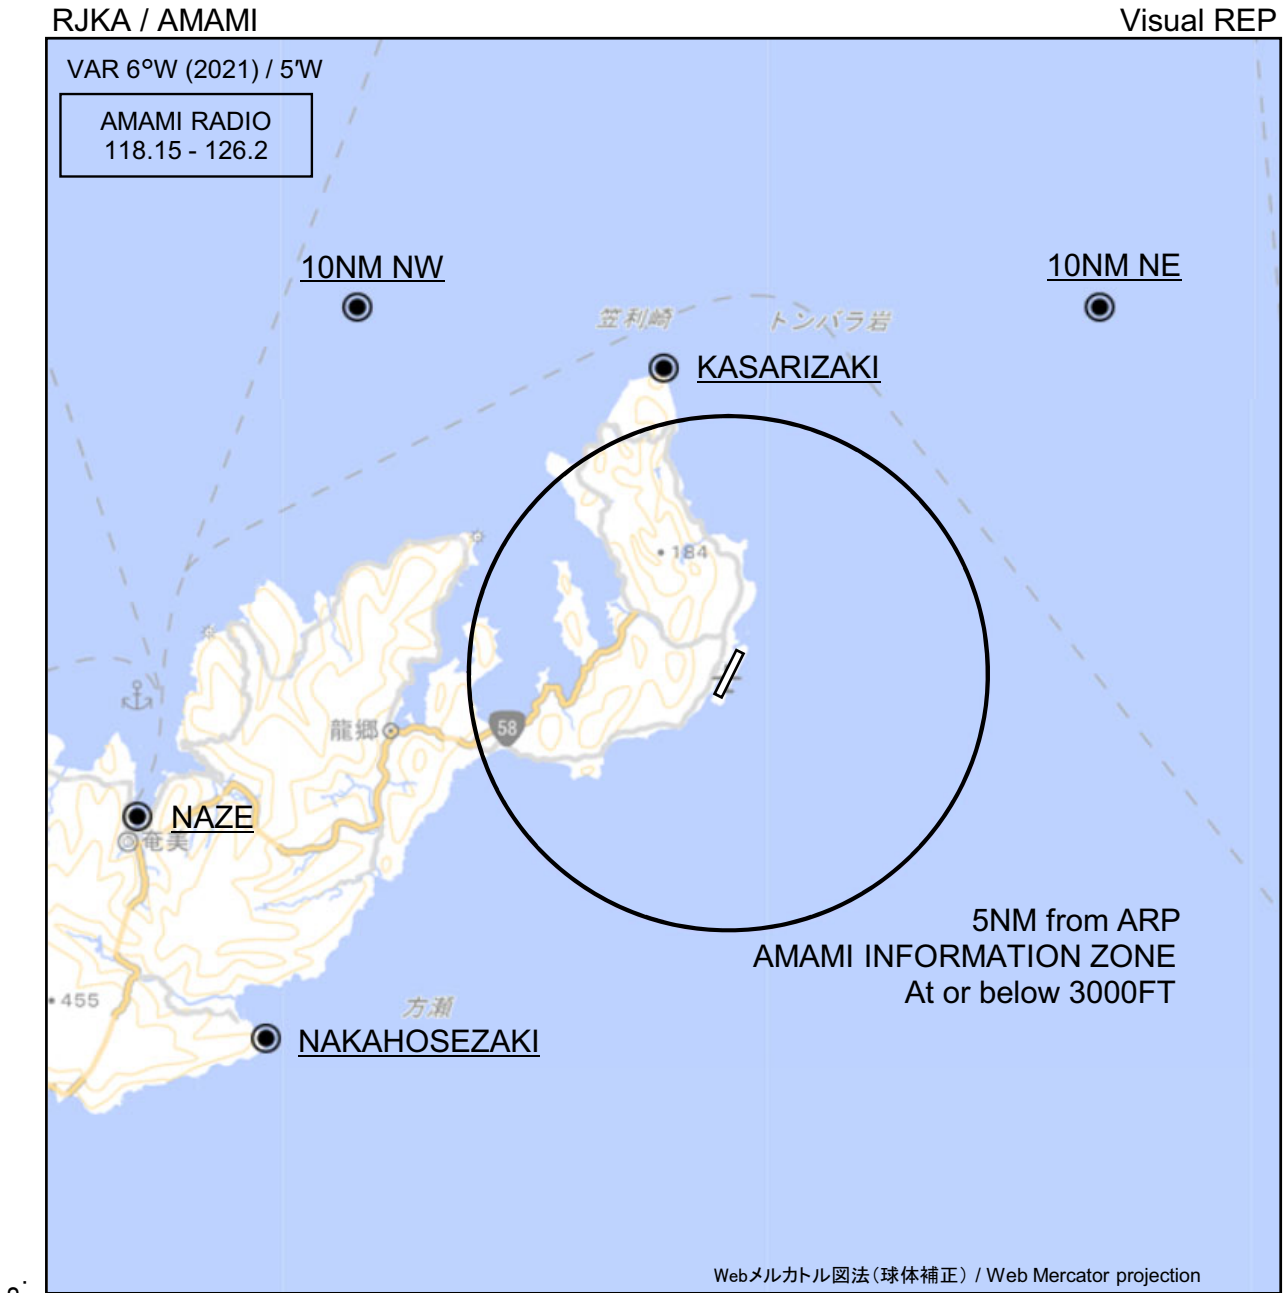 RJKA / AMAMI
Visual REP
VAR 6°W (2021) / 5'W
AMAMI RADIO
118.15 - 126.2
10NM NW
10NM NE
笠利崎
トンバラ岩
KASARIZAKI
184
龍郷
58
NAZE
奄美
5NM from ARP
AMAMI INFORMATION ZONE
At or below 3000FT
455
方瀬
NAKAHOSEZAKI
Webメルカトル図法(球体補正) / Web Mercator projection